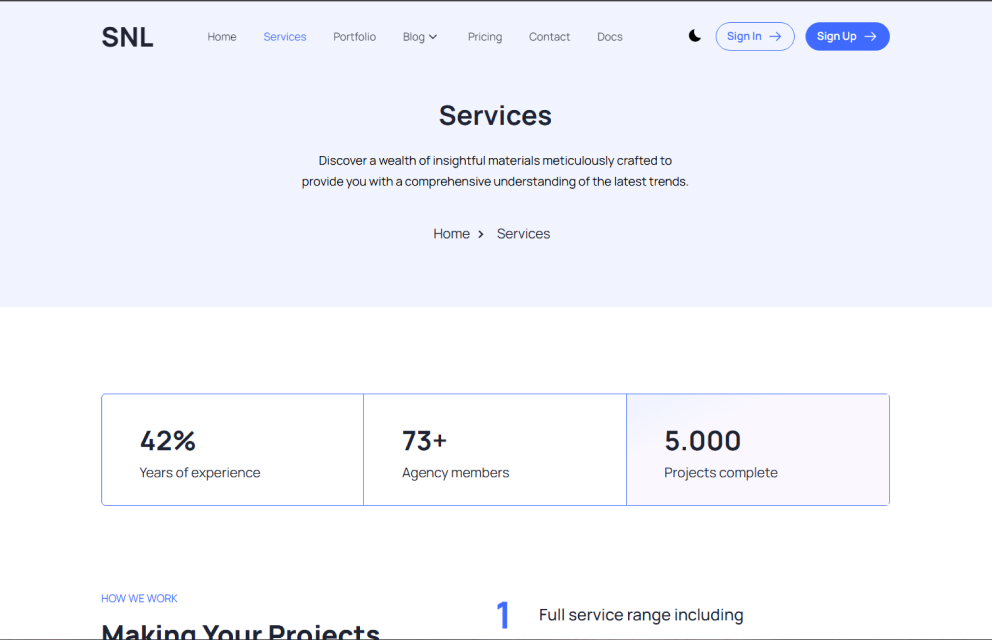 SNL Home Services Portfolio Blog Pricing Contact Docs Sign In Sign Up
Services
Discover a wealth of insightful materials meticulously crafted to
provide you with a comprehensive understanding of the latest trends.
Home Services
42% 73+ 5.000
Years of experience Agency members Projects complete
HOW WE WORK
1 Full service range including
Making Your Projects